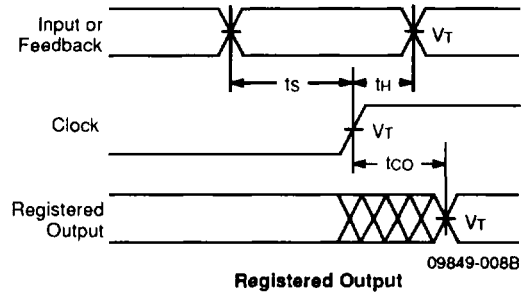 Input or
Feedback
VT
tS
tH
Clock
VT
tCO
Registered
Output
VT
09849-008B
Registered Output